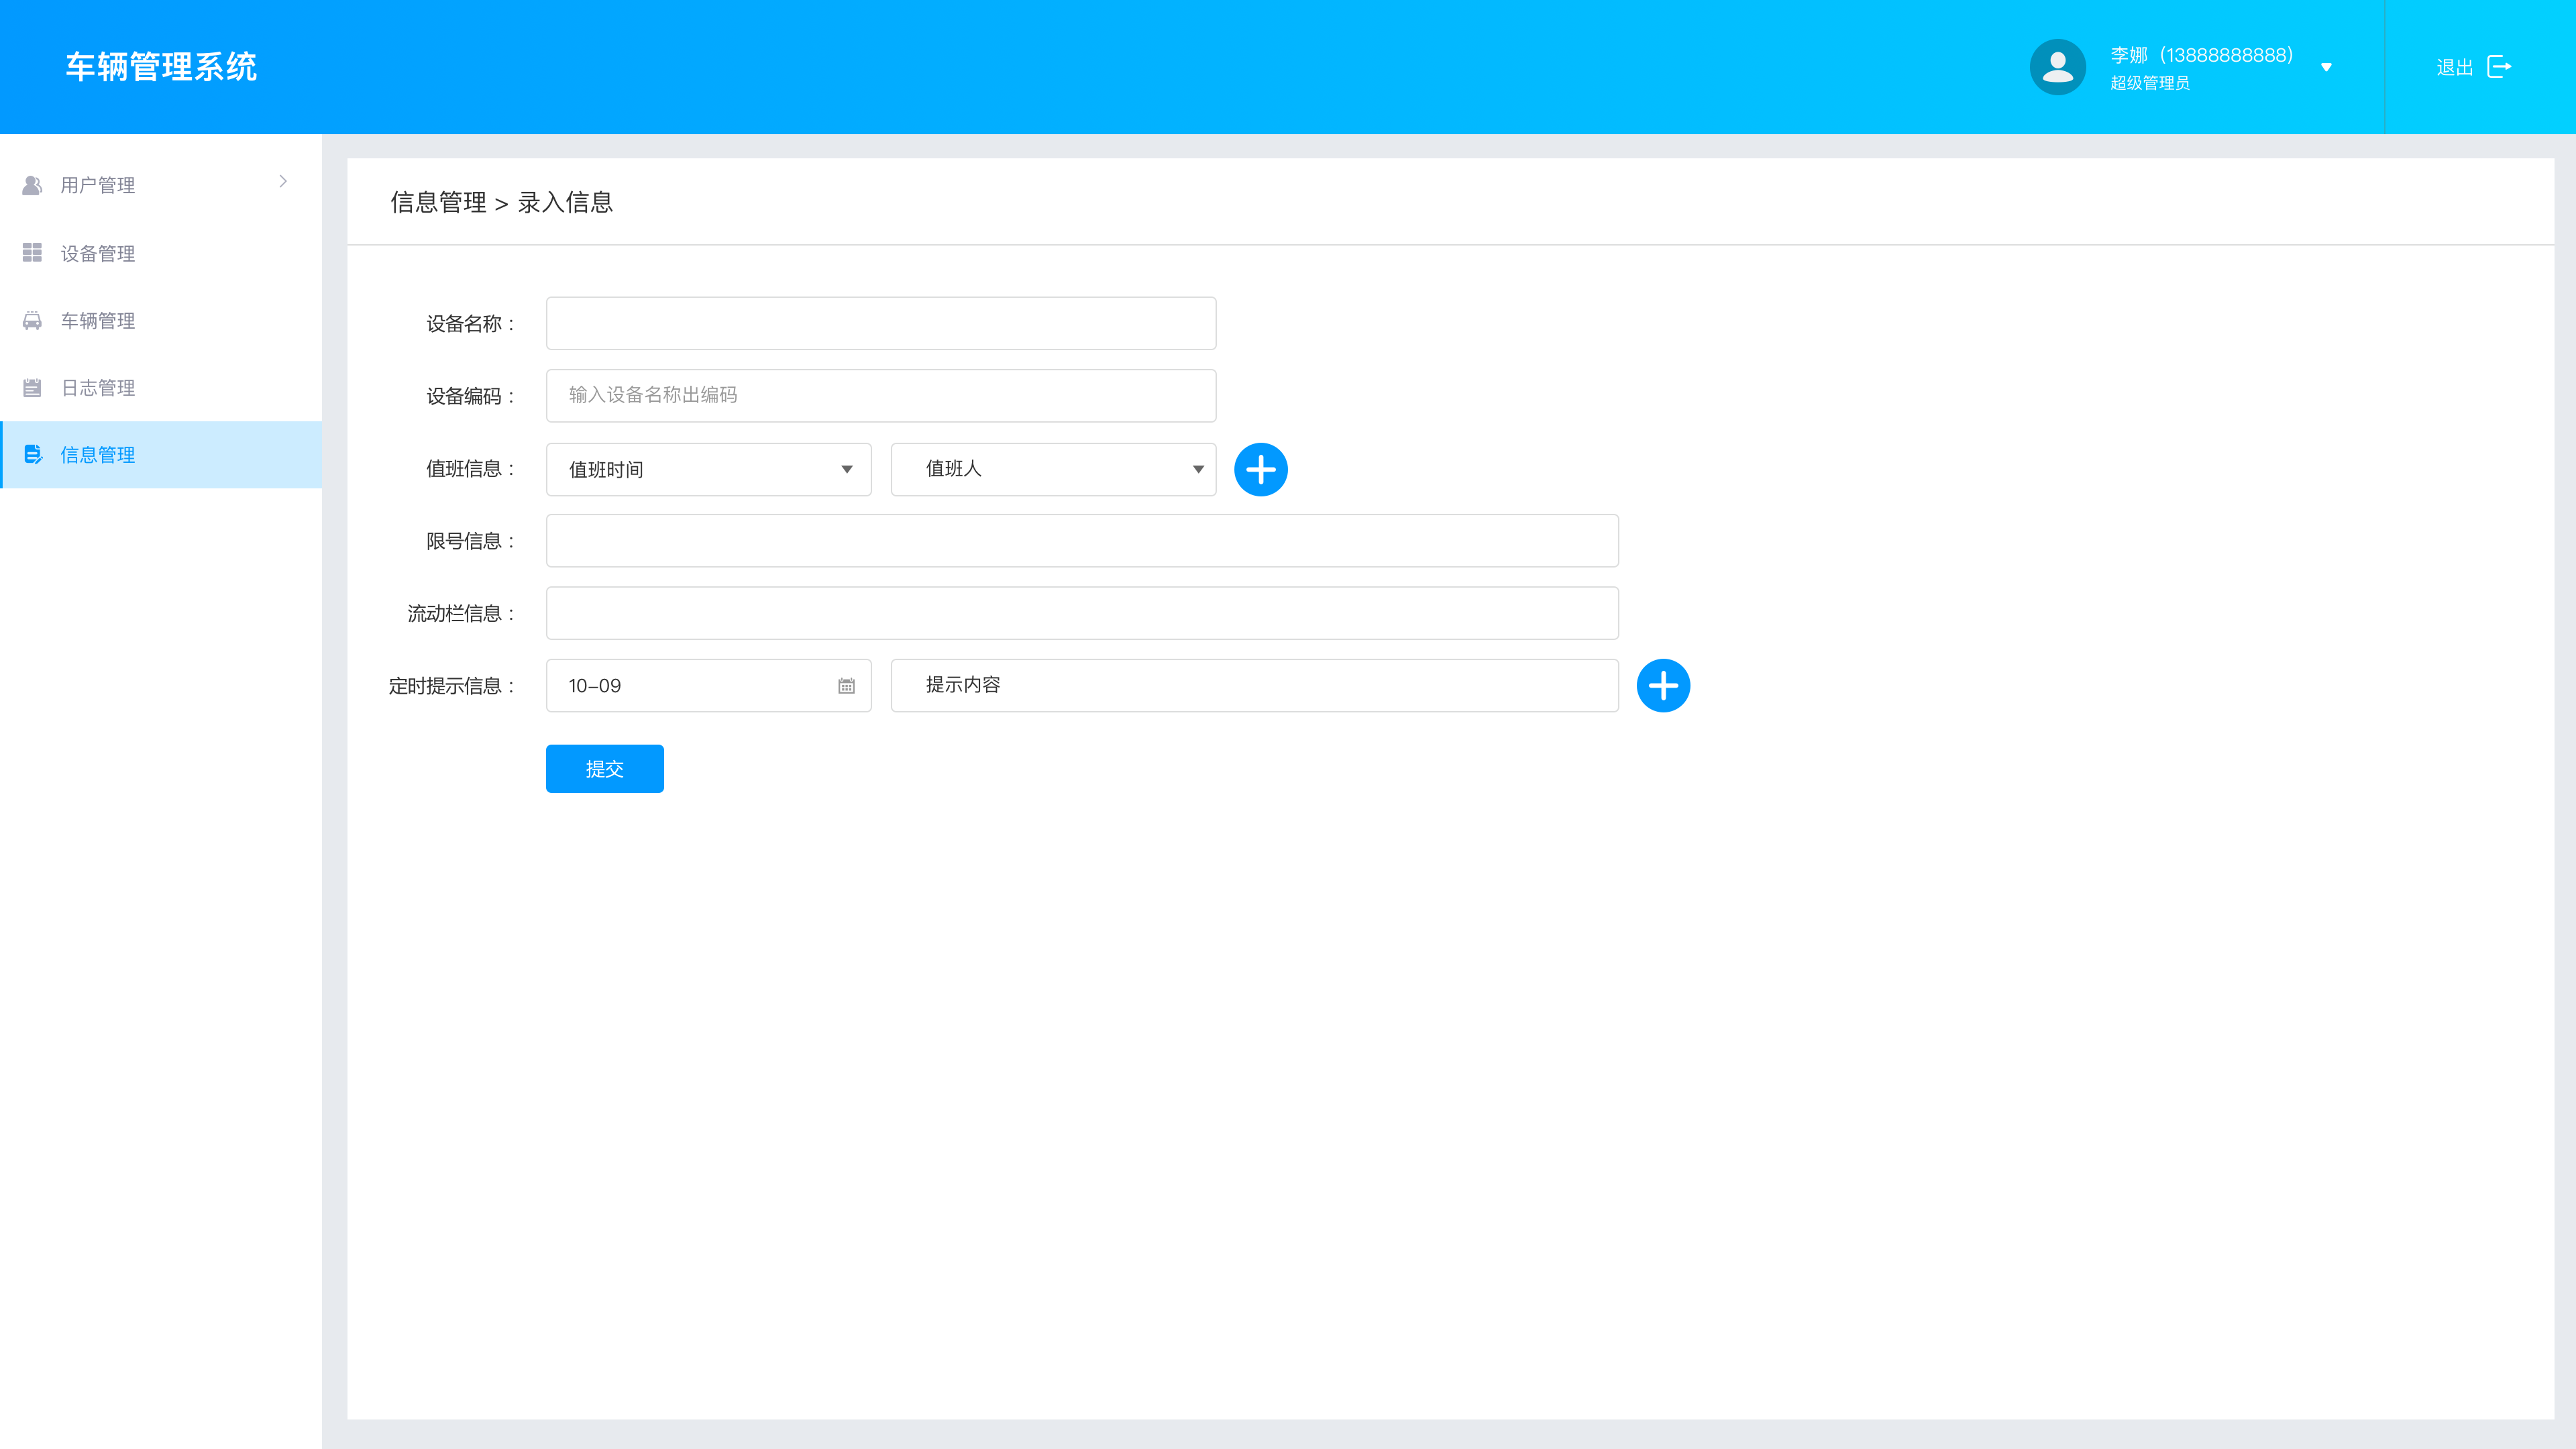 车辆管理系统
李娜（13888888888）
超级管理员
退出
用户管理
设备管理
车辆管理
日志管理
信息管理
信息管理 > 录入信息
设备名称：
设备编码： 输入设备名称出编码
值班信息： 值班时间 值班人
限号信息：
流动栏信息：
定时提示信息： 10-09 提示内容
提交